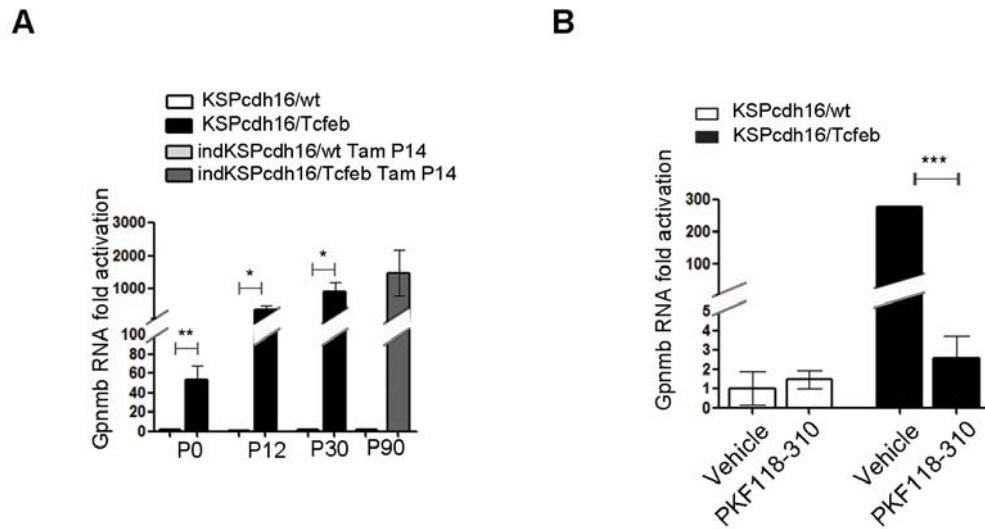 A
KSPcdh16/wt
KSPcdh16/Tcfeb
indKSPcdh16/wt Tam P14
indKSPcdh16/Tcfeb Tam P14
Gpnmb RNA fold activation
3000
2000
1000
100
80
60
40
20
0
**
*
*
P0
P12
P30
P90
B
KSPcdh16/wt
KSPcdh16/Tcfeb
Gpnmb RNA fold activation
300
200
100
5
4
3
2
1
0
***
Vehicle
PKF118-310
Vehicle
PKF118-310